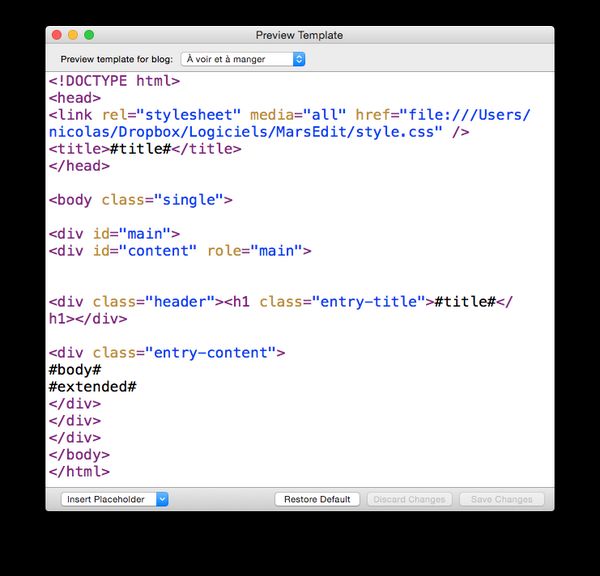 Preview Template
Preview template for blog: À voir et à manger
<!DOCTYPE html>
<head>
<link rel="stylesheet" media="all" href="file:///Users/
nicolas/Dropbox/Logiciels/MarsEdit/style.css" />
<title>#title#</title>
</head>
<body class="single">
<div id="main">
<div id="content" role="main">
<div class="header"><h1 class="entry-title">#title#</
h1></div>
<div class="entry-content">
#body#
#extended#
</div>
</div>
</div>
</body>
</html>
Insert Placeholder Restore Default Discard Changes Save Changes